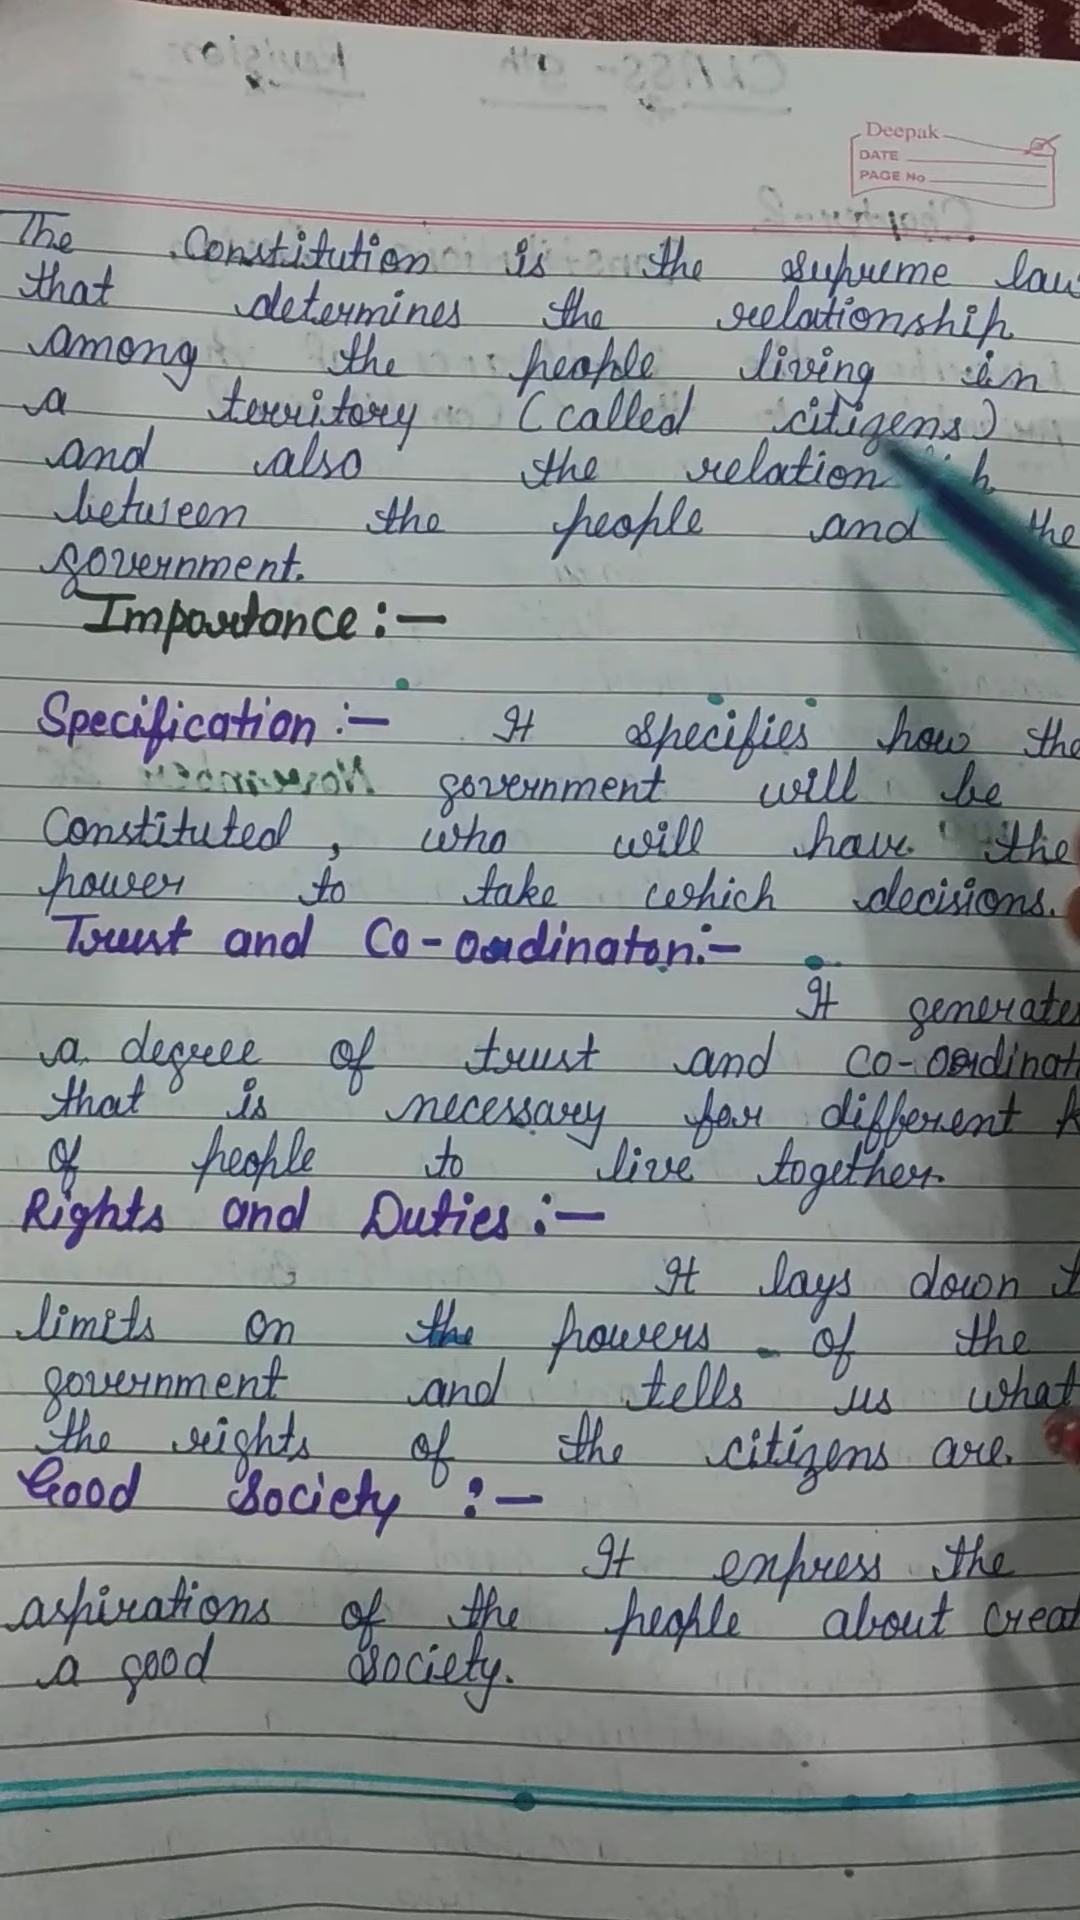 Deepak
DATE
PAGE No
The Constitution is the supreme law
that determines the relationship
among the people living in
a territory (called citizens)
and also the relation
between the people and the
government.
Importance :-
Specification :- It specifies how the
government will be
Constituted, who will have the
power to take which decisions.
Trust and Co-ordinaton:-
It generates
a degree of trust and co-ordinat
that is necessary for different
of people to live together.
Rights and Duties :-
It lays down
limits on the powers of the
government and tells us what
the rights of the citizens are.
Good Society :-
It express the
aspirations of the people about creat
a good society.